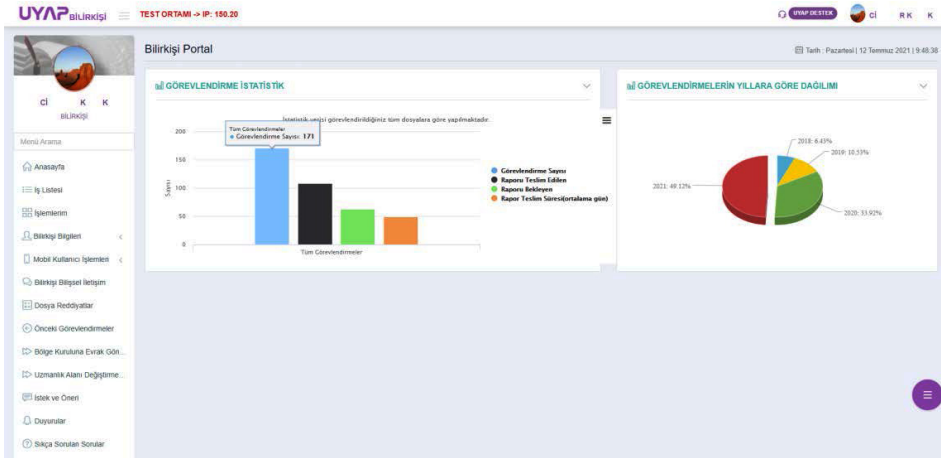 UYAP BİLİRKİŞİ
TEST ORTAMI -> IP: 150.20
UYAP DESTEK
Cİ R K K
Cİ K K
BİLİRKİŞİ
Menü Arama
Anasayfa
İş Listesi
İşlemlerim
Bilirkişi Bilgileri
Mobil Kullanıcı İşlemleri
Bilirkişi Bilişsel İletişim
Dosya Reddiyatlar
Önceki Görevlendirmeler
Bölge Kuruluna Evrak Gön...
Uzmanlık Alanı Değiştirme...
İstek ve Öneri
Duyurular
Sıkça Sorulan Sorular
Bilirkişi Portal
Tarih : Pazartesi | 12 Temmuz 2021 | 9:48:38
GÖREVLENDİRME İSTATİSTİK
İstatistik verisi görevlendirildiğiniz tüm dosyalara göre yapılmaktadır.
Tüm Görevlendirmeler
Görevlendirme Sayısı: 171
200
150
100
50
0
Sayısı
Tüm Görevlendirmeler
Görevlendirme Sayısı
Raporu Teslim Edilen
Raporu Bekleyen
Rapor Teslim Süresi(ortalama gün)
GÖREVLENDİRMELERİN YILLARA GÖRE DAĞILIMI
2018: 6.43%
2019: 10.53%
2021: 49.12%
2020: 33.92%